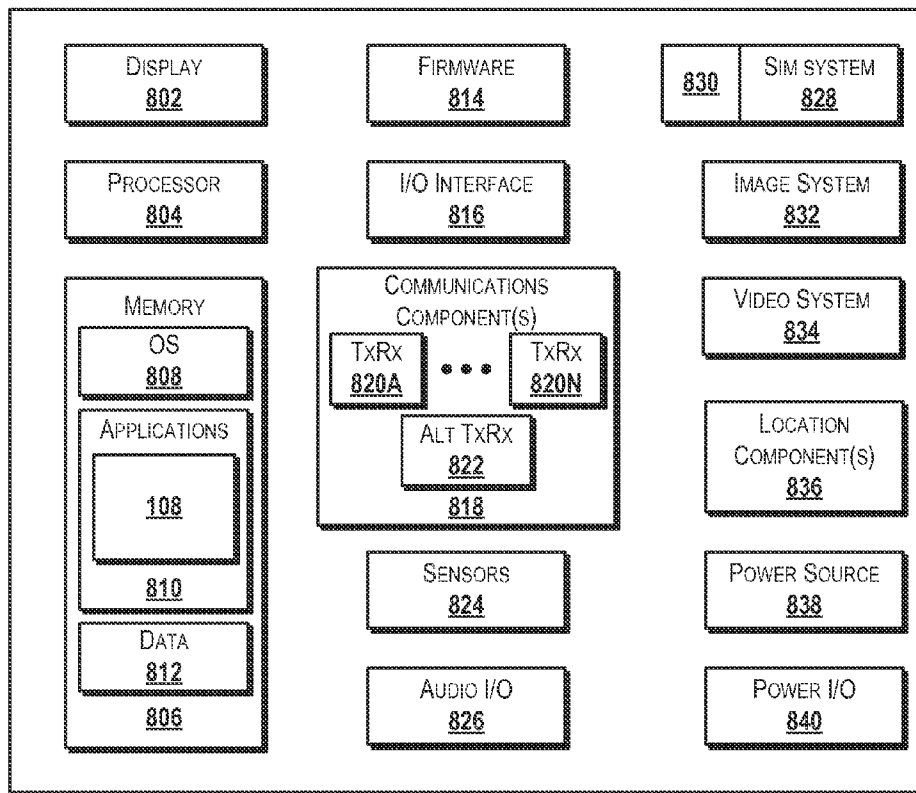 DISPLAY
802
PROCESSOR
804
MEMORY
OS
808
APPLICATIONS
108
810
DATA
812
806
FIRMWARE
814
I/O INTERFACE
816
COMMUNICATIONS
COMPONENT(S)
TXRX
820A
•••
TXRX
820N
ALT TXRX
822
818
SENSORS
824
AUDIO I/O
826
830
SIM SYSTEM
828
IMAGE SYSTEM
832
VIDEO SYSTEM
834
LOCATION
COMPONENT(S)
836
POWER SOURCE
838
POWER I/O
840